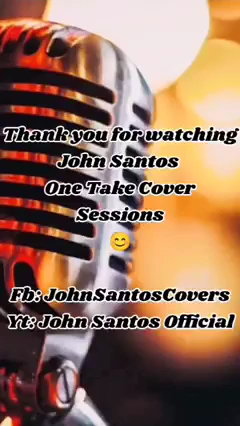 Thank you for watching
John Santos
One Take Cover
Sessions
😊
Fb: JohnSantosCovers
Yt: John Santos Official